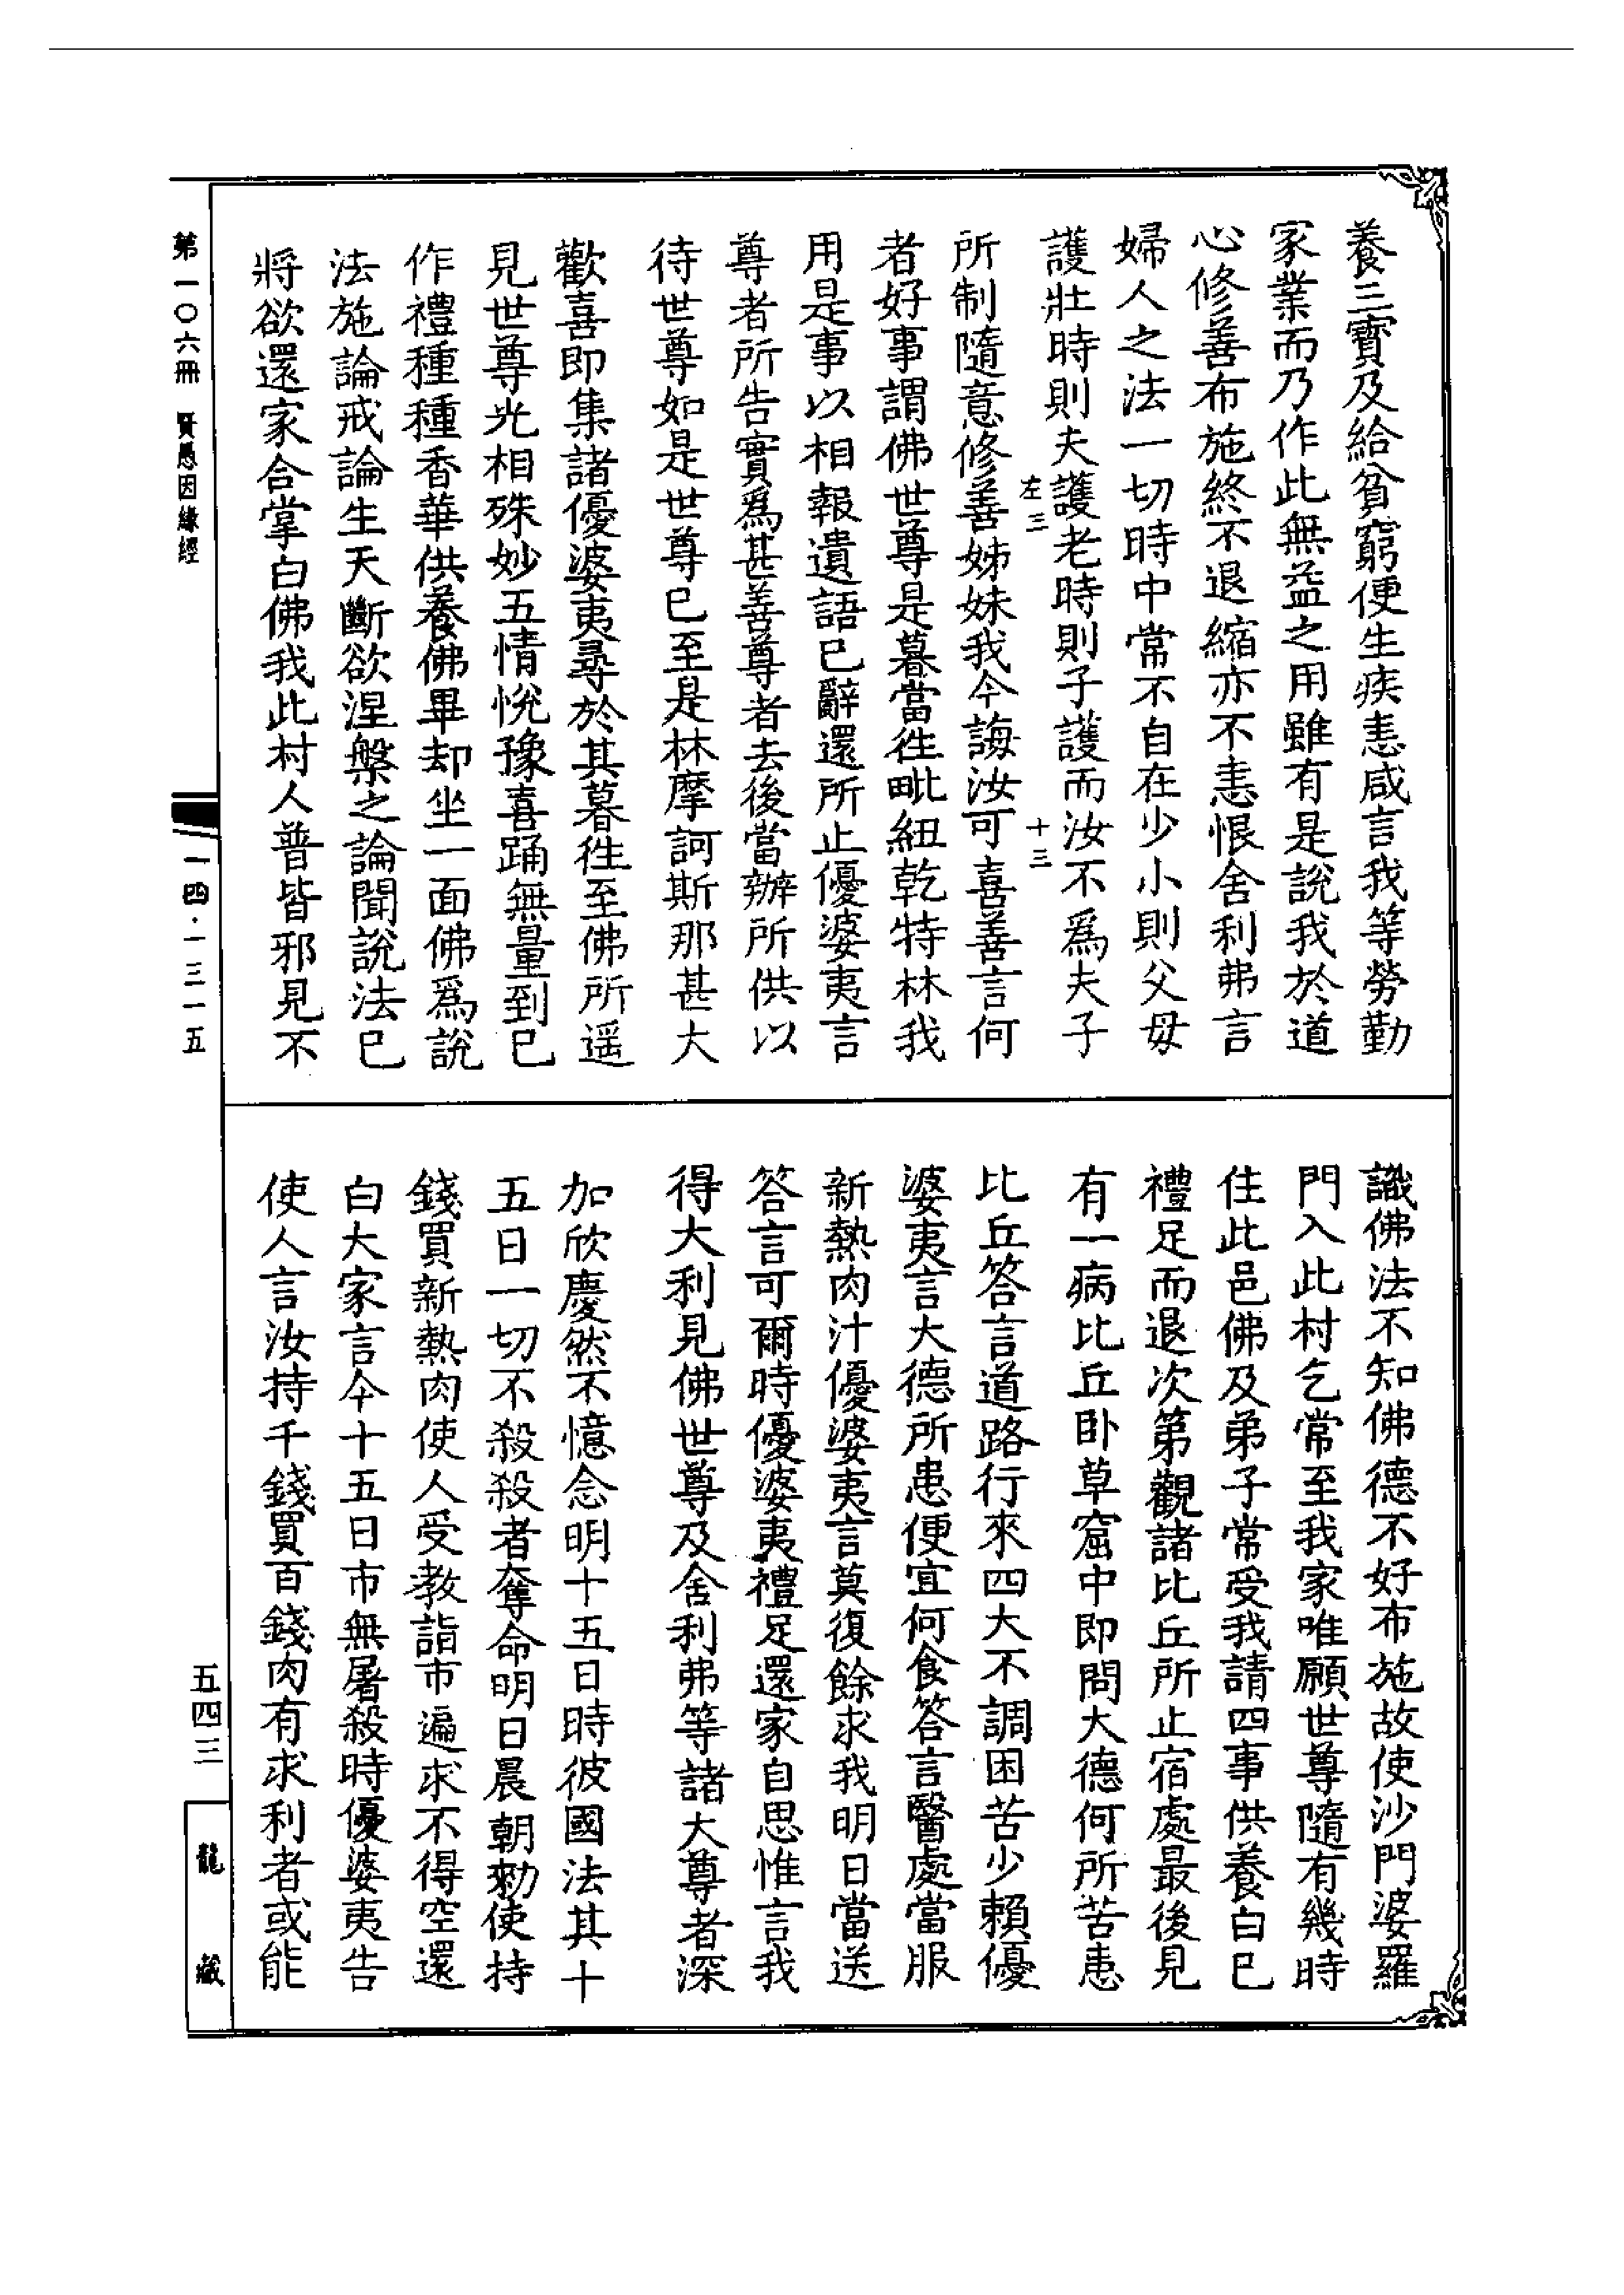 養三寶及給貧窮便生疾恚咸言我等勞勤
家業而乃作此無益之用雖有是說我於道
心修善布施終不退縮亦不恚恨舍利弗言
婦人之法一切時中常不自在少小則父母
護壯時則夫護老時則子護而汝不爲夫子
左三 十三
所制隨意修善姊妹我今誨汝可喜善言何
者好事謂佛世尊是暮當徃毗紐乾特林我
用是事以相報遺語已辭還所止優婆夷言
尊者所告實爲甚善尊者去後當辦所供以
待世尊如是世尊已至是林摩訶斯那甚大
歡喜即集諸優婆夷尋於其暮徃至佛所遥
見世尊光相殊妙五情悅豫喜踊無量到已
作禮種種香華供養佛畢却坐一面佛爲說
法施論戒論生天斷欲涅槃之論聞說法已
將欲還家合掌白佛我此村人普皆邪見不
識佛法不知佛德不好布施故使沙門婆羅
門入此村乞常至我家唯願世尊隨有幾時
住此邑佛及弟子常受我請四事供養白已
禮足而退次第觀諸比丘所止宿處最後見
有一病比丘卧草窟中即問大德何所苦患
比丘答言道路行來四大不調困苦少賴優
婆夷言大德所患便宜何食答言醫處當服
新熱肉汁優婆夷言莫復餘求我明日當送
答言可爾時優婆夷禮足還家自思惟言我
得大利見佛世尊及舍利弗等諸大尊者深
加欣慶然不憶念明十五日時彼國法其十
五日一切不殺殺者奪命明日晨朝勑使持
錢買新熱肉使人受教詣市遍求不得空還
白大家言今十五日市無屠殺時優婆夷告
使人言汝持千錢買百錢肉有求利者或能
第一〇六冊 賢愚因緣經
一四·一三一五
五四三
龍藏